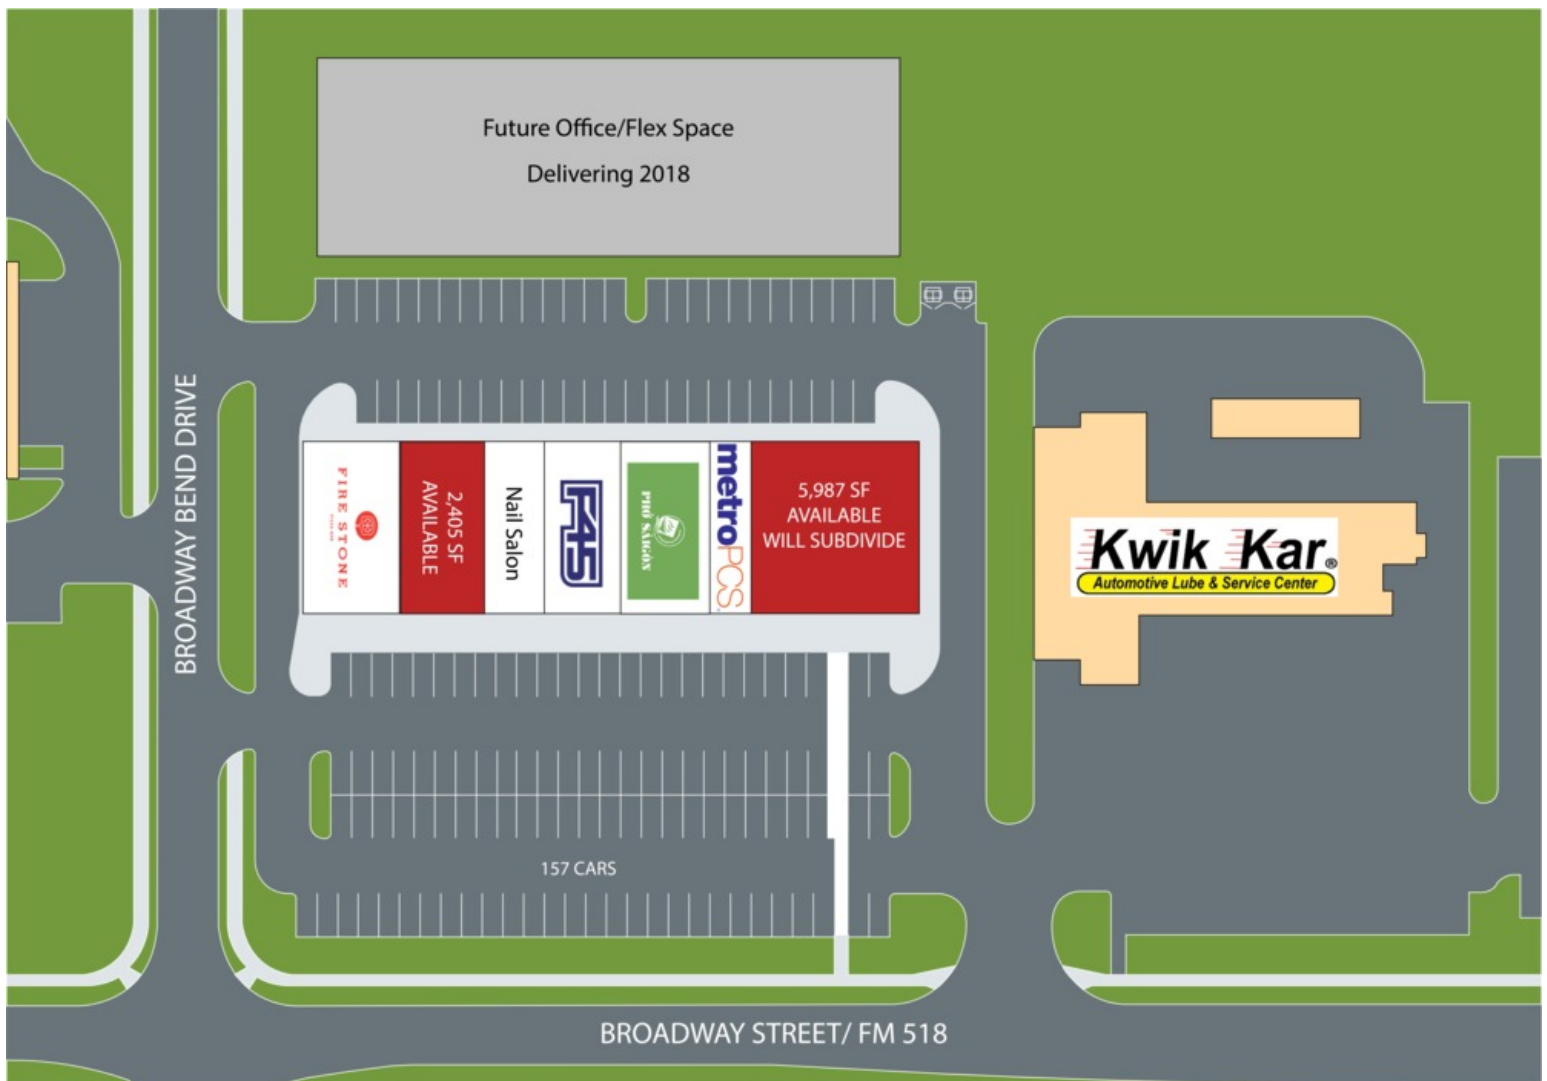 Future Office/Flex Space
Delivering 2018
BROADWAY BEND DRIVE
FIRE STONE
2,405 SF
AVAILABLE
Nail Salon
F45
PHO SAIGON
metroPCS.
5,987 SF
AVAILABLE
WILL SUBDIVIDE
Kwik Kar®
Automotive Lube & Service Center
157 CARS
BROADWAY STREET/ FM 518